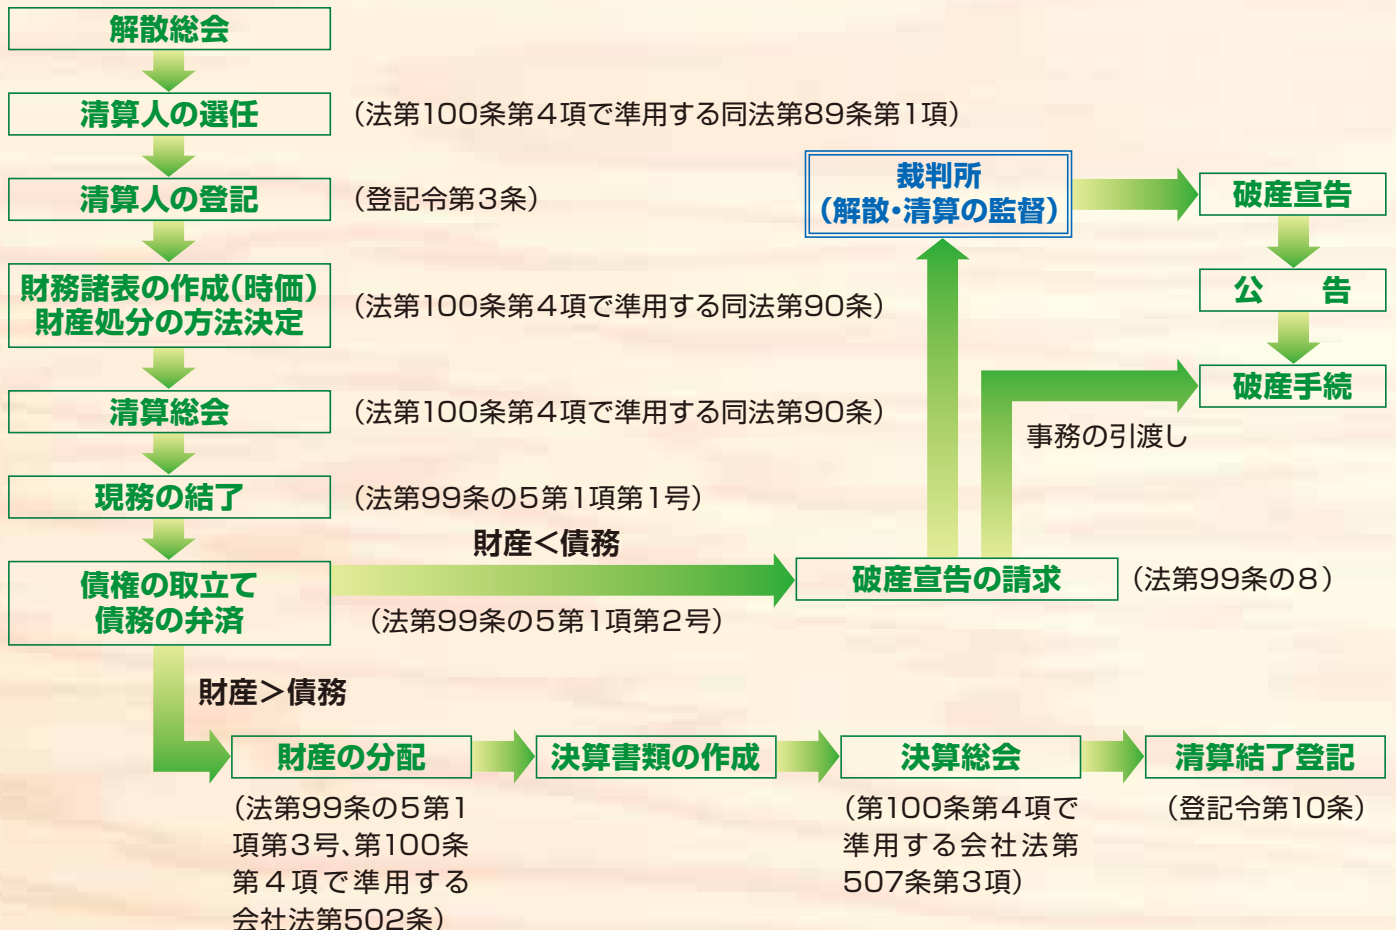 解散総会
清算人の選任
（法第100条第4項で準用する同法第89条第1項）
清算人の登記
（登記令第3条）
財務諸表の作成（時価）
財産処分の方法決定
（法第100条第4項で準用する同法第90条）
清算総会
（法第100条第4項で準用する同法第90条）
現務の結了
（法第99条の5第1項第1号）
債権の取立て
債務の弁済
財産＜債務
（法第99条の5第1項第2号）
破産宣告の請求
（法第99条の8）
裁判所
（解散・清算の監督）
破産宣告
公　　告
破産手続
事務の引渡し
財産＞債務
財産の分配
（法第99条の5第1
項第3号、第100条
第4項で準用する
会社法第502条）
決算書類の作成
決算総会
（第100条第4項で
準用する会社法第
507条第3項）
清算結了登記
（登記令第10条）